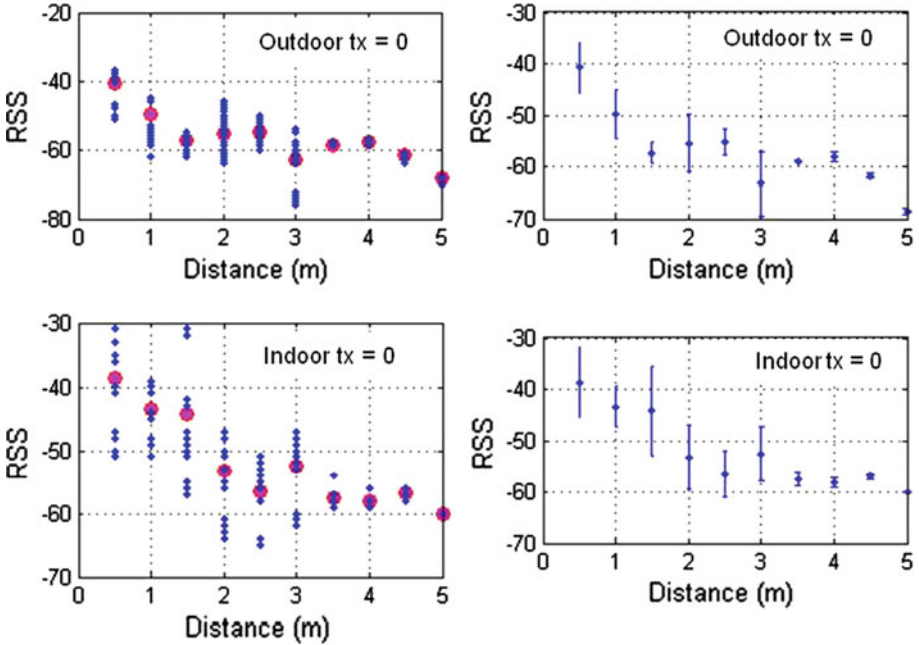 Outdoor tx = 0
RSS
-20
-40
-60
-80
0 1 2 3 4 5
Distance (m)
Outdoor tx = 0
RSS
-30
-40
-50
-60
-70
0 1 2 3 4 5
Distance (m)
Indoor tx = 0
RSS
-30
-40
-50
-60
-70
0 1 2 3 4 5
Distance (m)
Indoor tx = 0
RSS
-30
-40
-50
-60
-70
0 1 2 3 4 5
Distance (m)